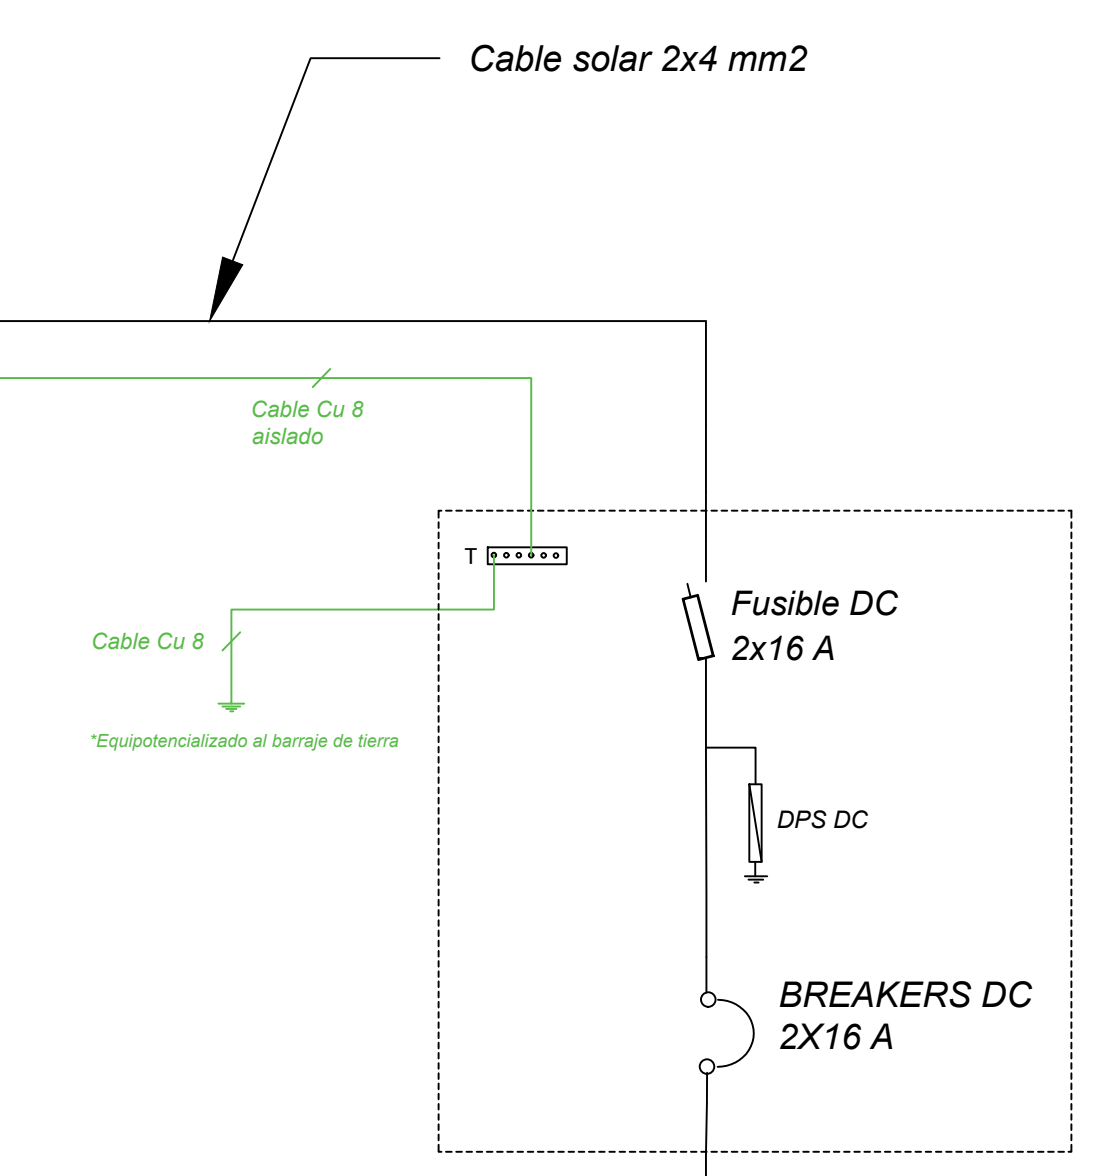 Cable solar 2x4 mm2
Cable Cu 8
aislado
T
Fusible DC
2x16 A
Cable Cu 8
*Equipotencializado al barraje de tierra
DPS DC
BREAKERS DC
2X16 A